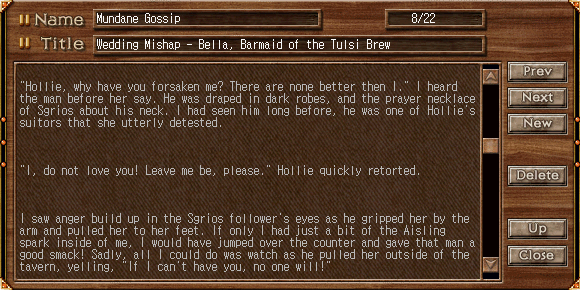 Name
Mundane Gossip
8/22
Title
Wedding Mishap - Bella, Barmaid of the Tulsi Brew
"Hollie, why have you forsaken me? There are none better then I." I heard
the man before her say. He was draped in dark robes, and the prayer necklace
of Sgrios about his neck. I had seen him long before, he was one of Hollie's
suitors that she utterly detested.
"I, do not love you! Leave me be, please." Hollie quickly retorted.
I saw anger build up in the Sgrios follower's eyes as he gripped her by the
arm and pulled her to her feet. If only I had just a bit of the Aisling
spark inside of me, I would have jumped over the counter and gave that man a
good smack! Sadly, all I could do was watch as he pulled her outside of the
tavern, yelling, "If I can't have you, no one will!"
Prev
Next
New
Delete
Up
Close